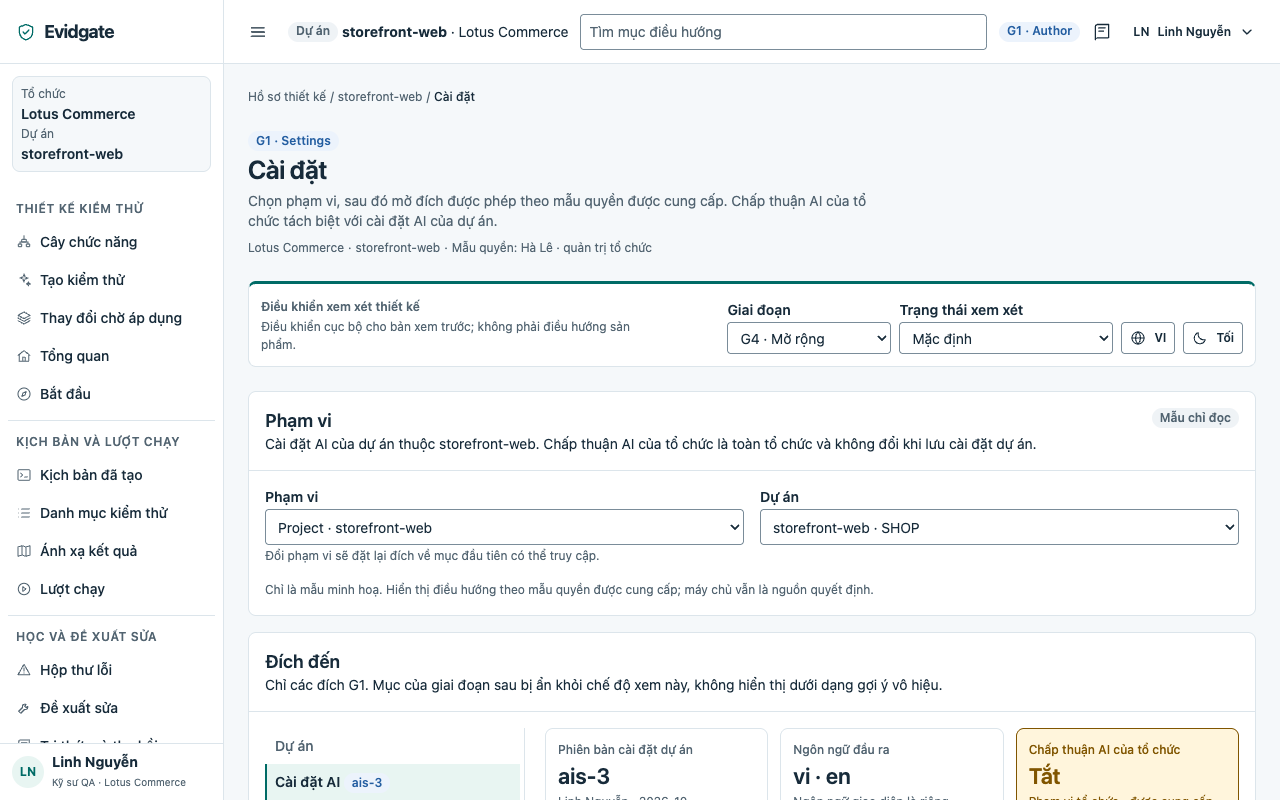 Evidgate
Dự án storefront-web · Lotus Commerce
Tìm mục điều hướng
G1 · Author
LN Linh Nguyễn
Tổ chức
Lotus Commerce
Dự án
storefront-web
THIẾT KẾ KIỂM THỬ
Cây chức năng
Tạo kiểm thử
Thay đổi chờ áp dụng
Tổng quan
Bắt đầu
KỊCH BẢN VÀ LƯỢT CHẠY
Kịch bản đã tạo
Danh mục kiểm thử
Ánh xạ kết quả
Lượt chạy
HỌC VÀ ĐỀ XUẤT SỬA
Hộp thư lỗi
Đề xuất sửa
LN
Linh Nguyễn
Kỹ sư QA · Lotus Commerce
Hồ sơ thiết kế / storefront-web / Cài đặt
G1 · Settings
Cài đặt
Chọn phạm vi, sau đó mở đích được phép theo mẫu quyền được cung cấp. Chấp thuận AI của tổ
chức tách biệt với cài đặt AI của dự án.
Lotus Commerce · storefront-web · Mẫu quyền: Hà Lê · quản trị tổ chức
Điều khiển xem xét thiết kế
Điều khiển cục bộ cho bản xem trước; không phải điều hướng sản
phẩm.
Giai đoạn
G4 · Mở rộng
Trạng thái xem xét
Mặc định
VI
Tối
Phạm vi
Mẫu chỉ đọc
Cài đặt AI của dự án thuộc storefront-web. Chấp thuận AI của tổ chức là toàn tổ chức và không đổi khi lưu cài đặt dự án.
Phạm vi
Project · storefront-web
Dự án
storefront-web · SHOP
Đổi phạm vi sẽ đặt lại đích về mục đầu tiên có thể truy cập.
Chỉ là mẫu minh hoạ. Hiển thị điều hướng theo mẫu quyền được cung cấp; máy chủ vẫn là nguồn quyết định.
Đích đến
Chỉ các đích G1. Mục của giai đoạn sau bị ẩn khỏi chế độ xem này, không hiển thị dưới dạng gợi ý vô hiệu.
Dự án
Cài đặt AI ais-3
Phiên bản cài đặt dự án
ais-3
Ngôn ngữ đầu ra
vi · en
Chấp thuận AI của tổ chức
Tắt